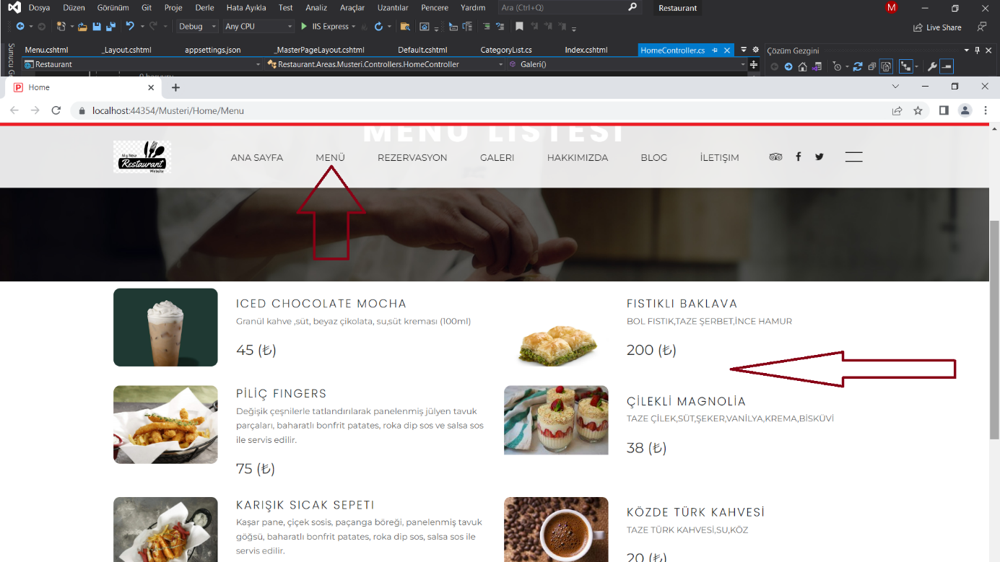 Dosya Düzen Görünüm Git Proje Derle Hata Ayıkla Test Analiz Araçlar Uzantılar Pencere Yardım Ara (Ctrl+Q) Restaurant M
Debug Any CPU IIS Express Live Share
Menu.cshtml _Layout.cshtml appsettings.json _MasterPageLayout.cshtml Default.cshtml CategoryList.cs Index.cshtml HomeController.cs Çözüm Gezgini
Restaurant Restaurant.Areas.Musteri.Controllers.HomeController Galeri()
Home
localhost:44354/Musteri/Home/Menu
MENÜ LİSTESİ
My New
Restaurant
Website
ANA SAYFA MENÜ REZERVASYON GALERI HAKKIMIZDA BLOG İLETIŞIM
ICED CHOCOLATE MOCHA
Granül kahve ,süt, beyaz çikolata, su,süt kreması (100ml)
45 (₺)
FISTIKLI BAKLAVA
BOL FISTIK,TAZE ŞERBET,İNCE HAMUR
200 (₺)
PİLİÇ FINGERS
Değişik çeşnilerle tatlandırılarak panelenmiş jülyen tavuk
parçaları, baharatlı bonfrit patates, roka dip sos ve salsa sos
ile servis edilir.
75 (₺)
ÇİLEKLİ MAGNOLİA
TAZE ÇİLEK,SÜT,ŞEKER,VANİLYA,KREMA,BİSKÜVİ
38 (₺)
KARIŞIK SICAK SEPETI
Kaşar pane, çiçek sosis, paçanga böreği, panelenmiş tavuk
göğsü, baharatlı bonfrit patates, roka dip sos, salsa sos ile
servis edilir.
KÖZDE TÜRK KAHVESİ
TAZE TÜRK KAHVESİ,SU,KÖZ
20 (₺)